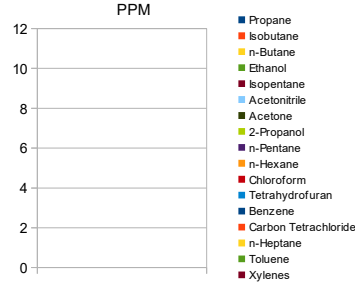 PPM
12
10
8
6
4
2
0
Propane
Isobutane
n-Butane
Ethanol
Isopentane
Acetonitrile
Acetone
2-Propanol
n-Pentane
n-Hexane
Chloroform
Tetrahydrofuran
Benzene
Carbon Tetrachloride
n-Heptane
Toluene
Xylenes